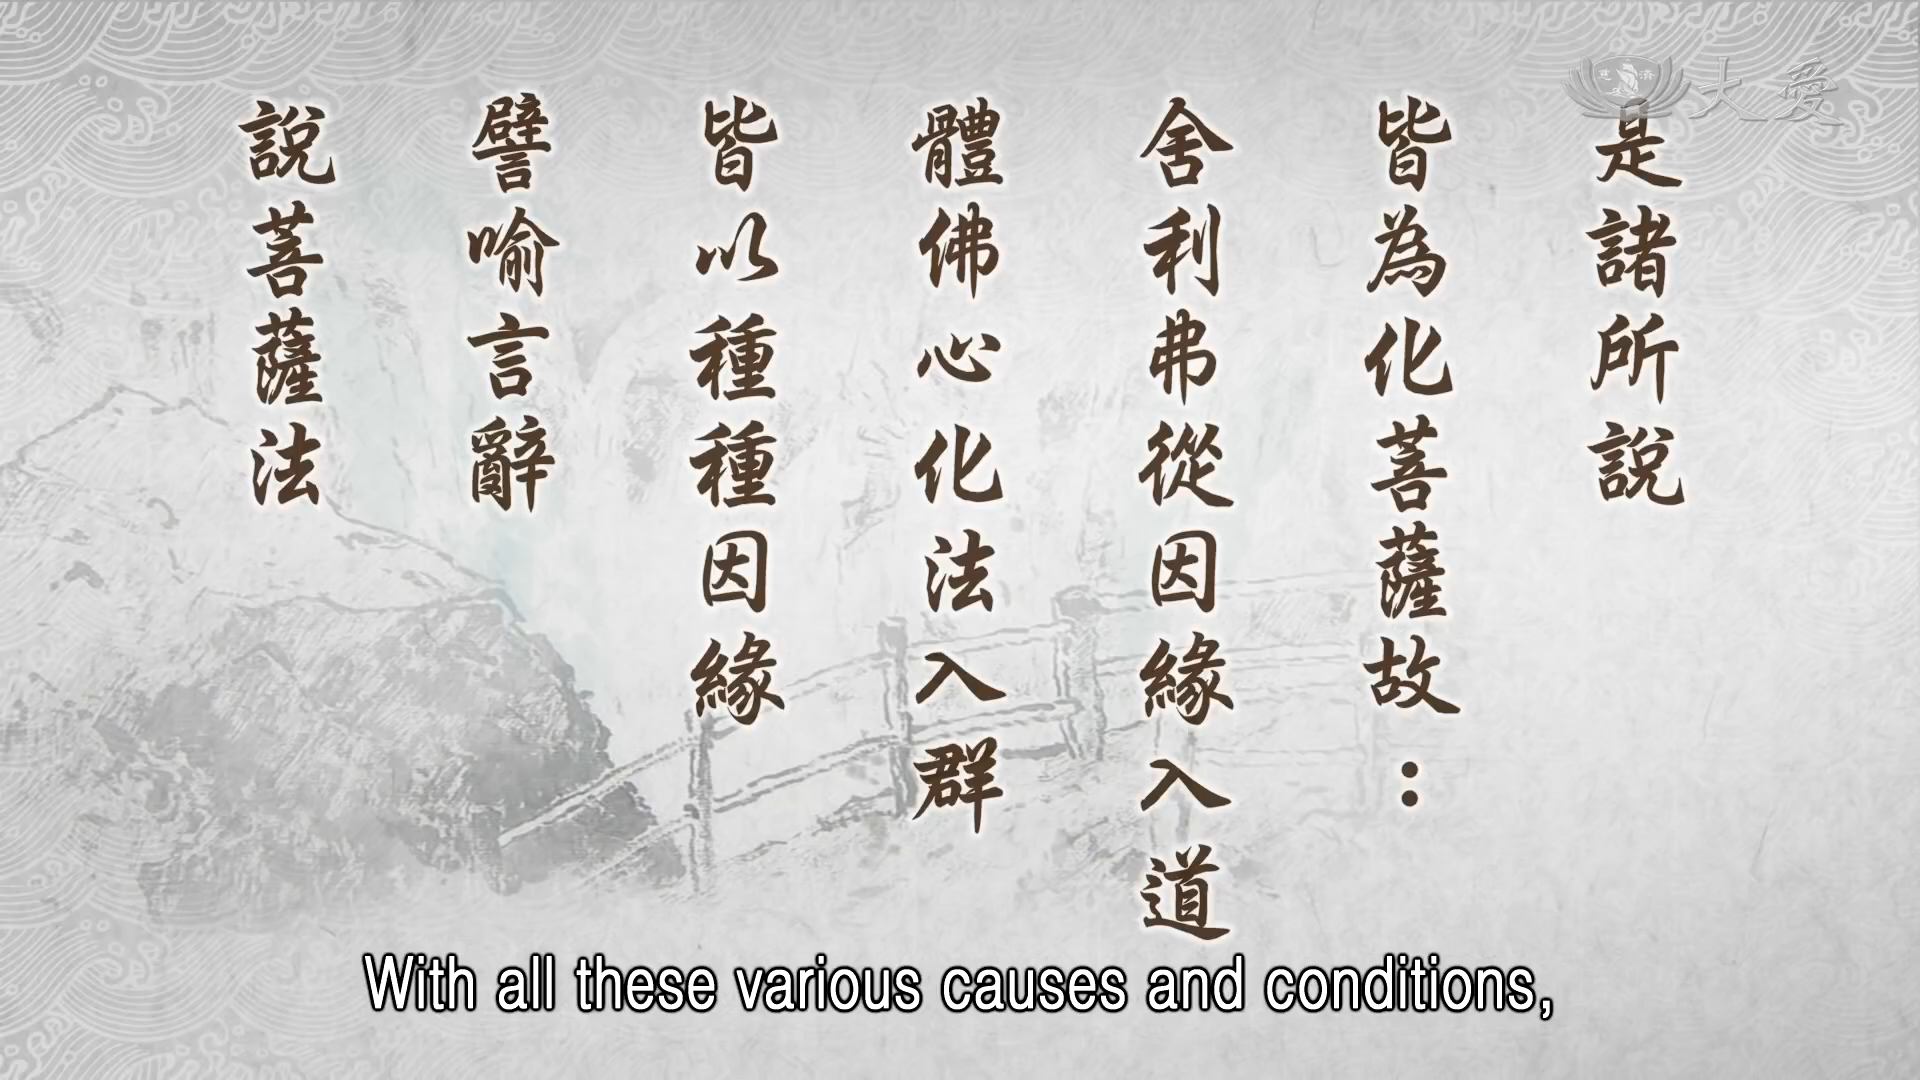 大愛
慈濟
是諸所說
皆為化菩薩故：
舍利弗從因緣入道
體佛心化法入群
皆以種種因緣
譬喻言辭
說菩薩法
With all these various causes and conditions,